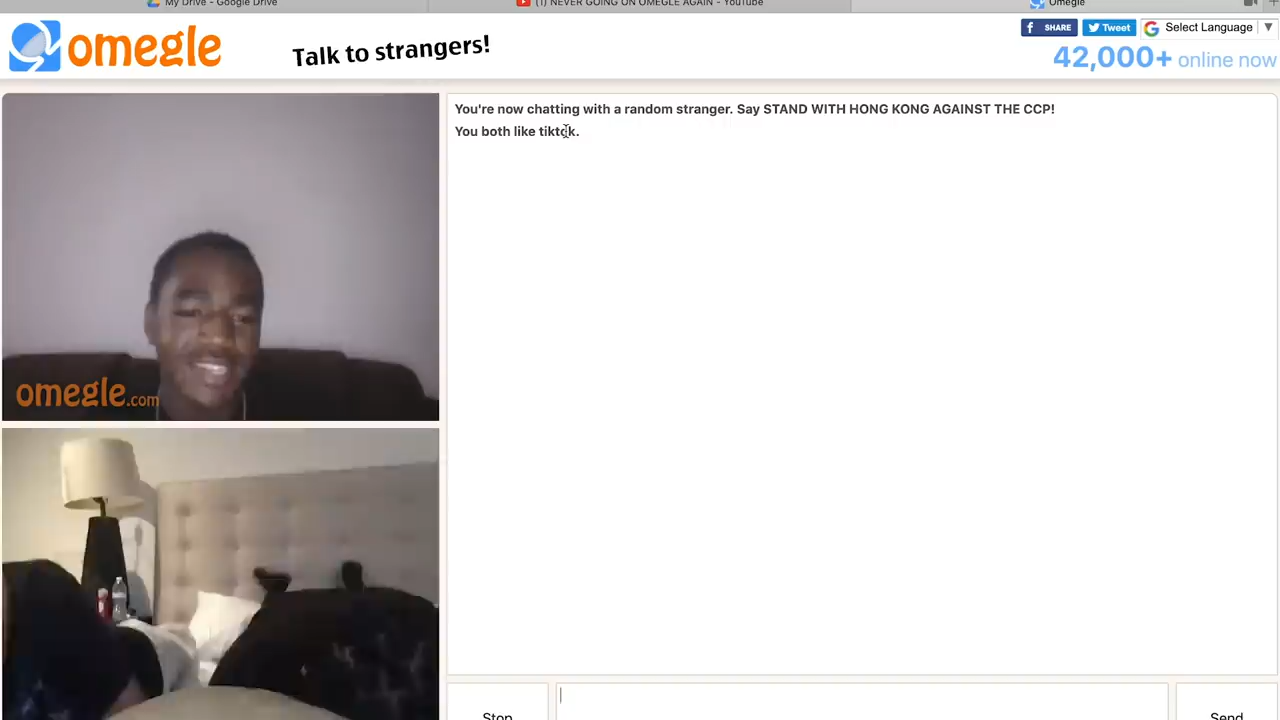 My Drive - Google Drive
(1) NEVER GOING ON OMEGLE AGAIN - YouTube
Omegle
omegle
Talk to strangers!
SHARE
Tweet
Select Language
42,000+ online now
You're now chatting with a random stranger. Say STAND WITH HONG KONG AGAINST THE CCP!
You both like tiktok.
omegle.com
Stop
Send